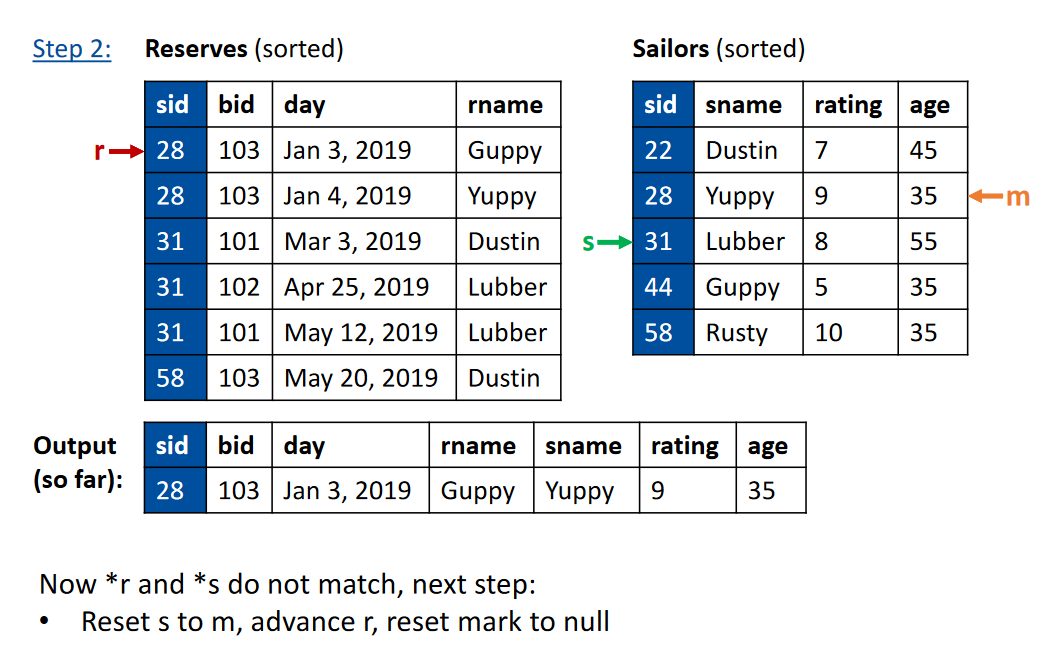 Step 2: Reserves (sorted) Sailors (sorted)
sid bid day rname sid sname rating age
r 28 103 Jan 3, 2019 Guppy 22 Dustin 7 45
28 103 Jan 4, 2019 Yuppy 28 Yuppy 9 35 m
31 101 Mar 3, 2019 Dustin s 31 Lubber 8 55
31 102 Apr 25, 2019 Lubber 44 Guppy 5 35
31 101 May 12, 2019 Lubber 58 Rusty 10 35
58 103 May 20, 2019 Dustin
Output sid bid day rname sname rating age
(so far): 28 103 Jan 3, 2019 Guppy Yuppy 9 35
Now *r and *s do not match, next step:
• Reset s to m, advance r, reset mark to null